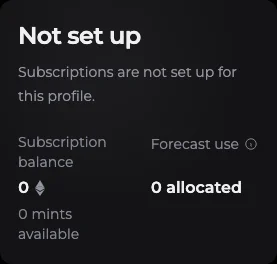 Not set up
Subscriptions are not set up for
this profile.
Subscription
balance
Forecast use
0
0 allocated
0 mints
available